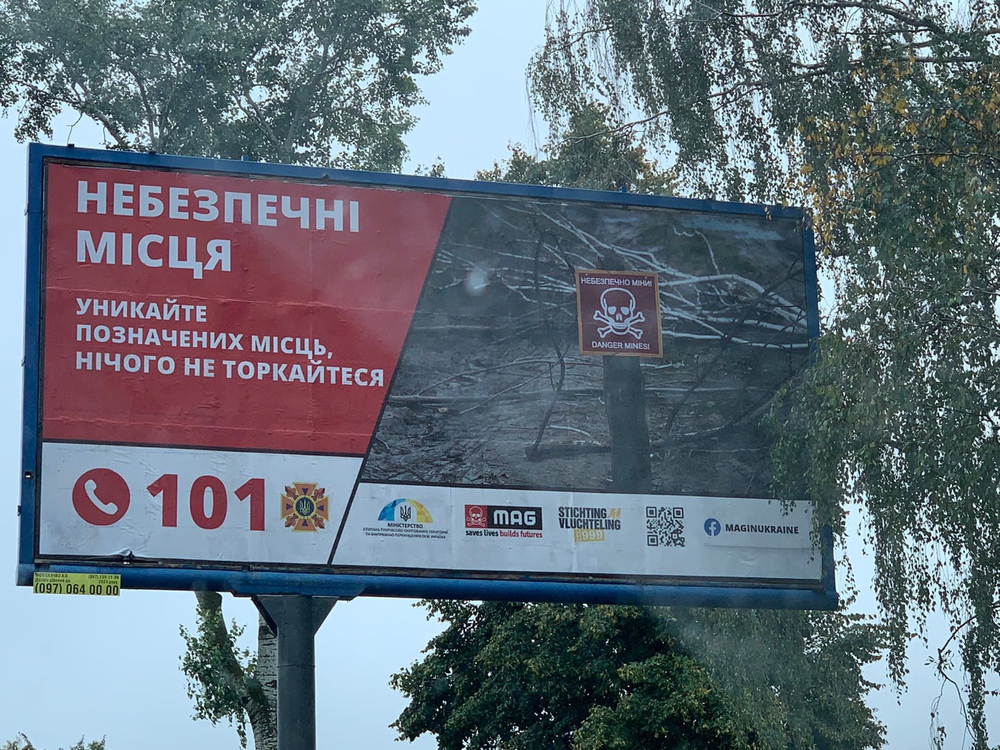 НЕБЕЗПЕЧНІ
МІСЦЯ
УНИКАЙТЕ
ПОЗНАЧЕНИХ МІСЦЬ,
НІЧОГО НЕ ТОРКАЙТЕСЯ
НЕБЕЗПЕЧНО МІНИ!
DANGER MINES!
101
МІНІСТЕРСТВО
MAG
saves lives builds futures
STICHTING
VLUCHTELING
1999
MAGINUKRAINE
(097) 064 00 00